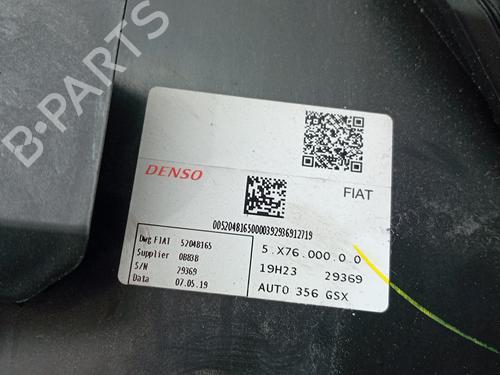 B-PARTS
DENSO
FIAT
00520481650000392936912719
Dwg FIAT 52048165
Supplier 08838
S/N 29369
Data 07.05.19
5.X76.000.0.0
19H23 29369
AUTO 356 GSX